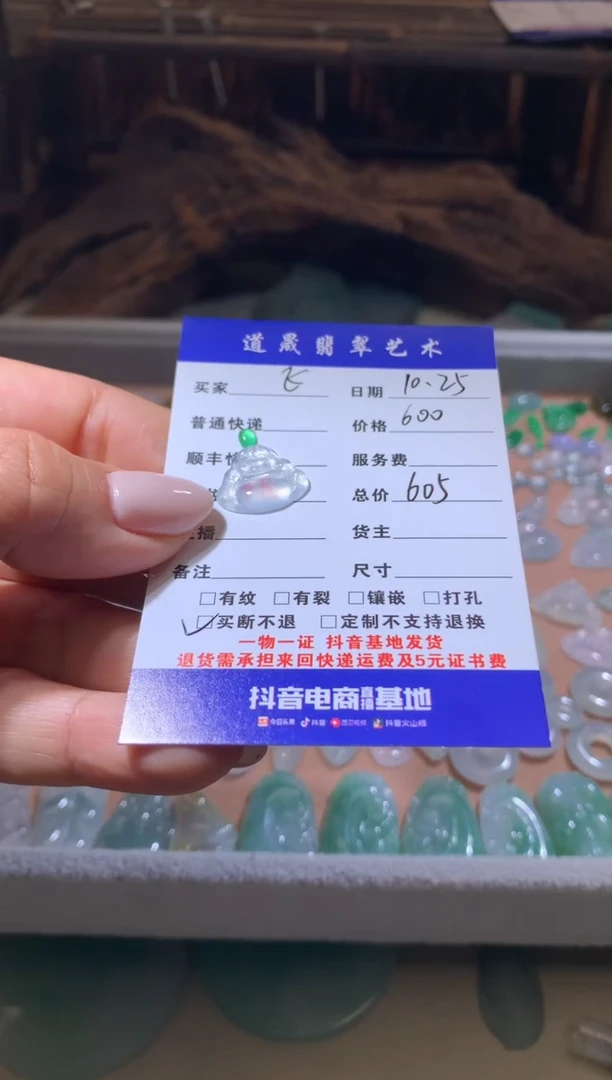 道晟翡翠艺术
买家 飞 日期 10.25
普通快递 价格 600
顺丰 服务费
总价 605
播 货主
备注 尺寸
□有纹 □有裂 □镶嵌 □打孔
☑买断不退 □定制不支持退换
一物一证 抖音基地发货
退货需承担来回快递运费及5元证书费
抖音电商直播基地
今日头条 抖音 西瓜视频 抖音火山版